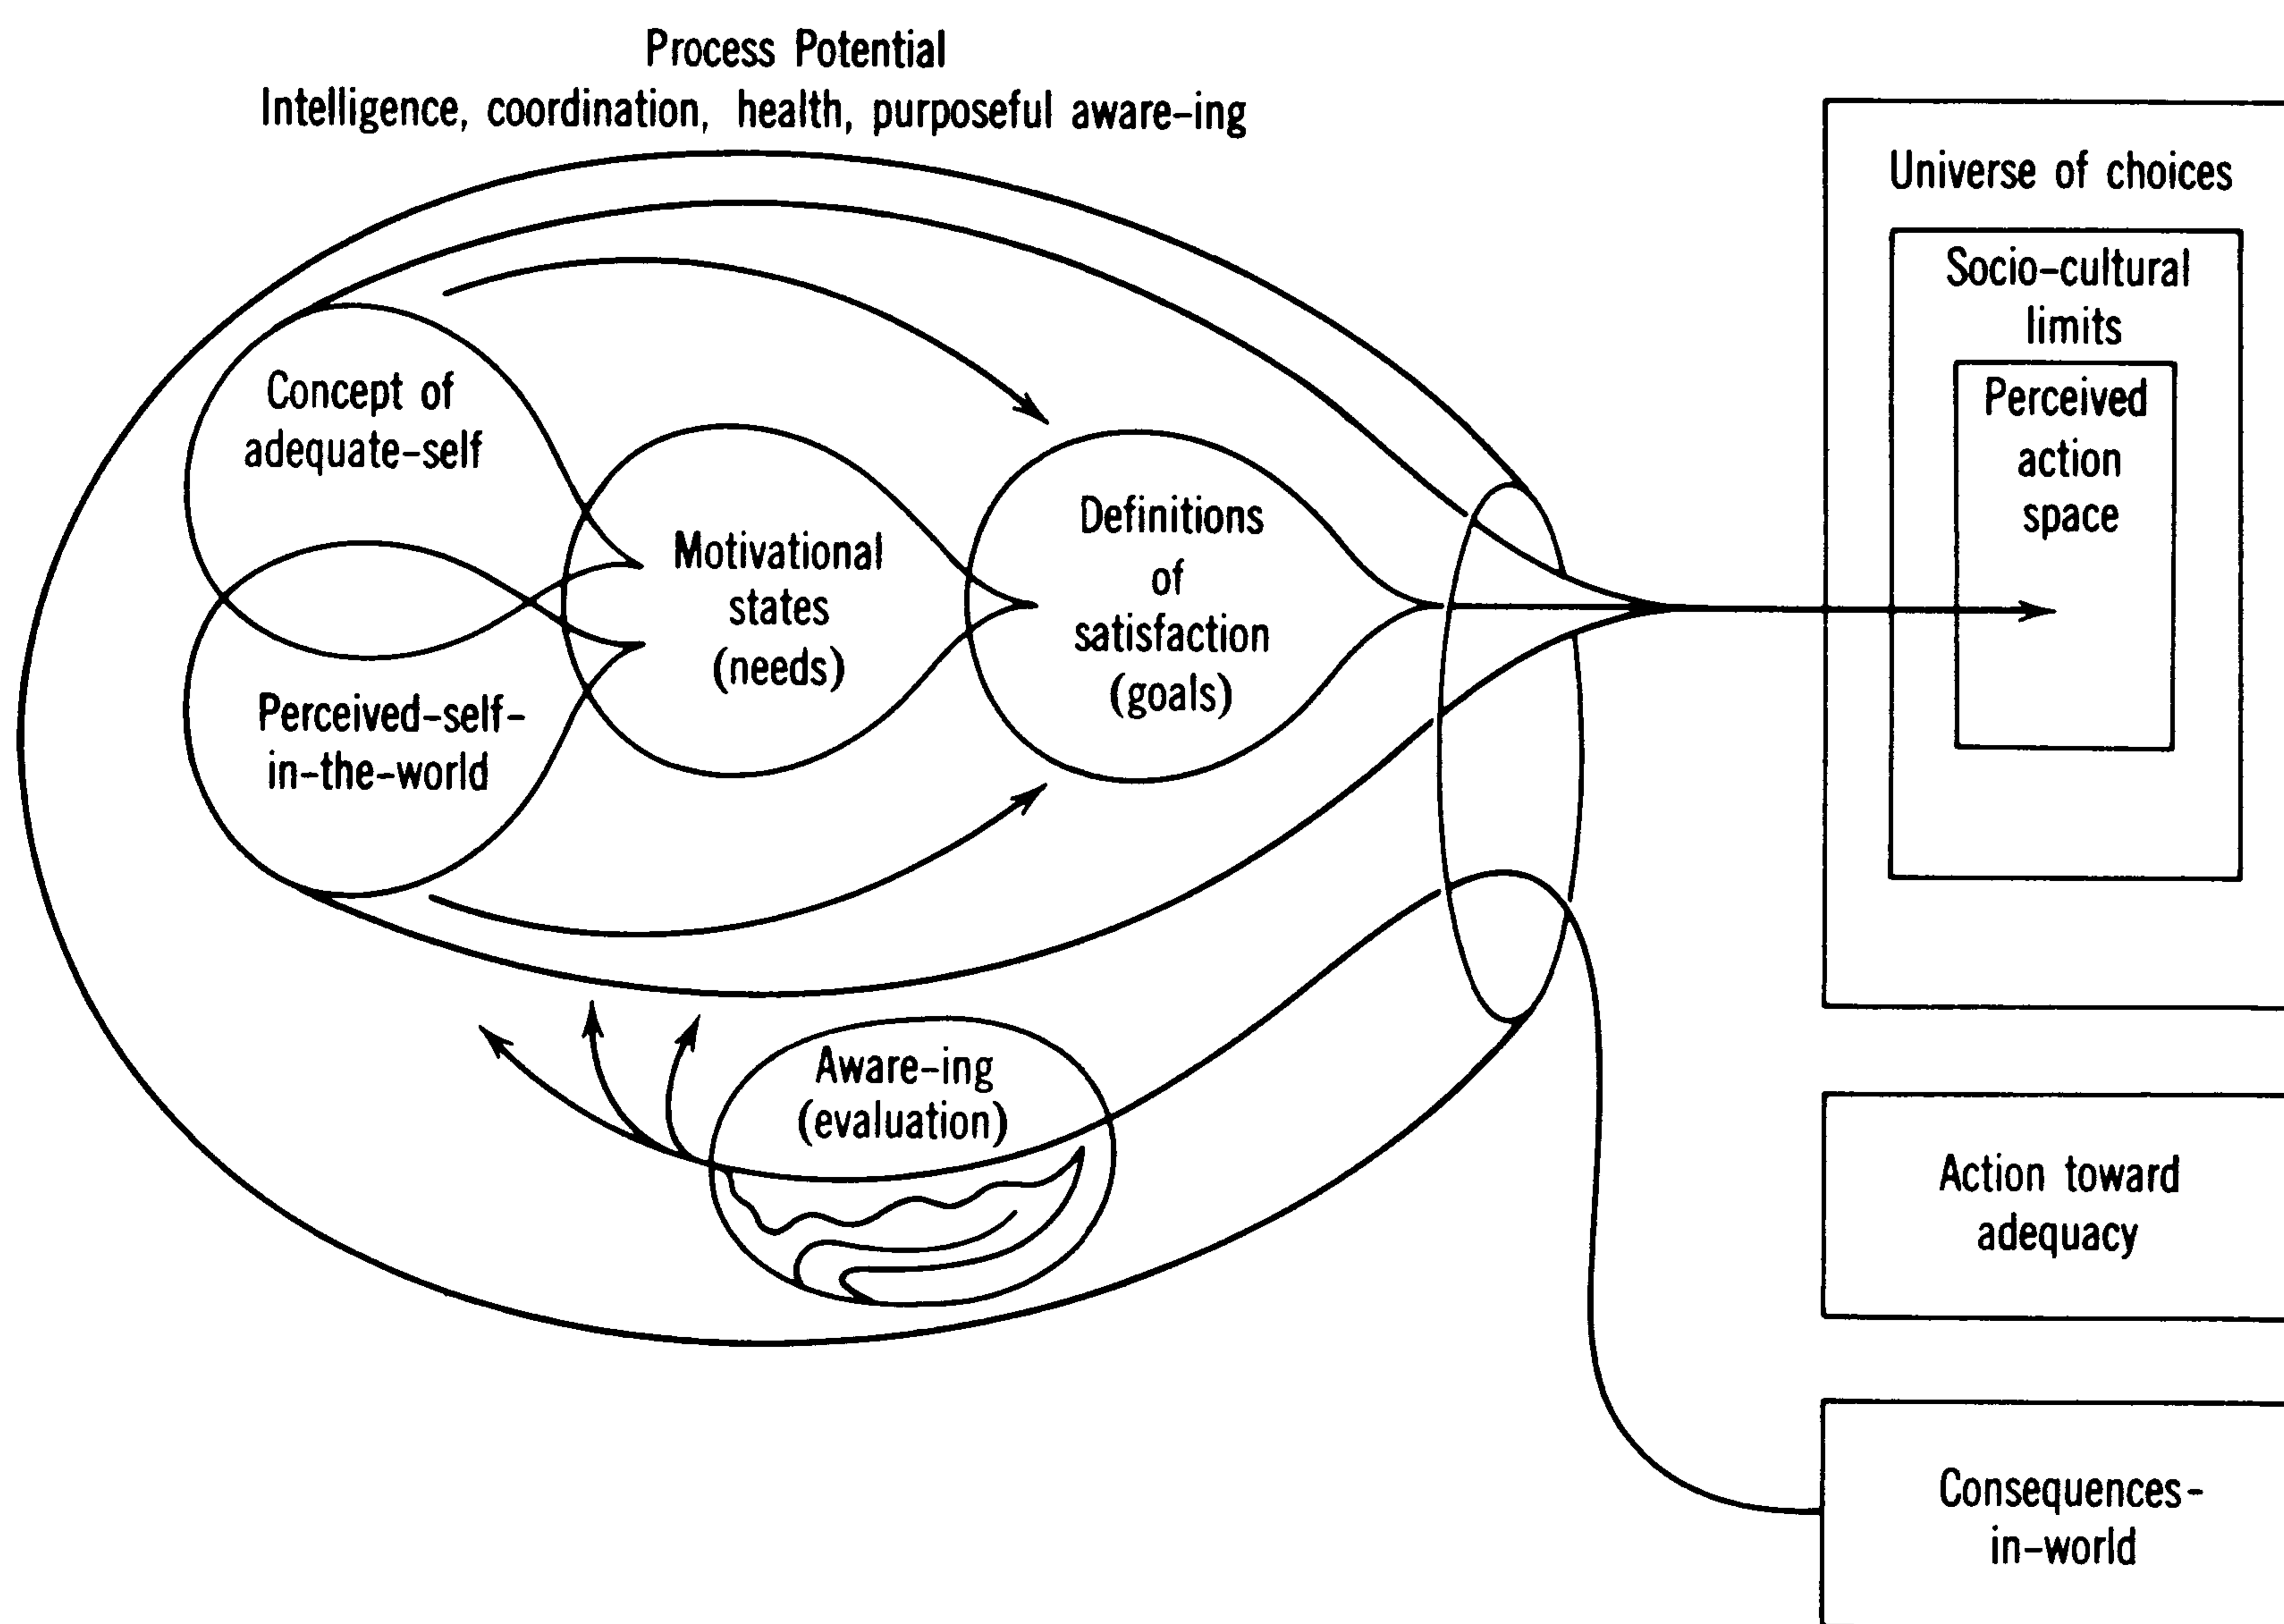 Process Potential
Intelligence, coordination, health, purposeful aware-ing
Concept of
adequate-self
Perceived-self-
in-the-world
Motivational
states
(needs)
Definitions
of
satisfaction
(goals)
Aware-ing
(evaluation)
Universe of choices
Socio-cultural
limits
Perceived
action
space
Action toward
adequacy
Consequences-
in-world